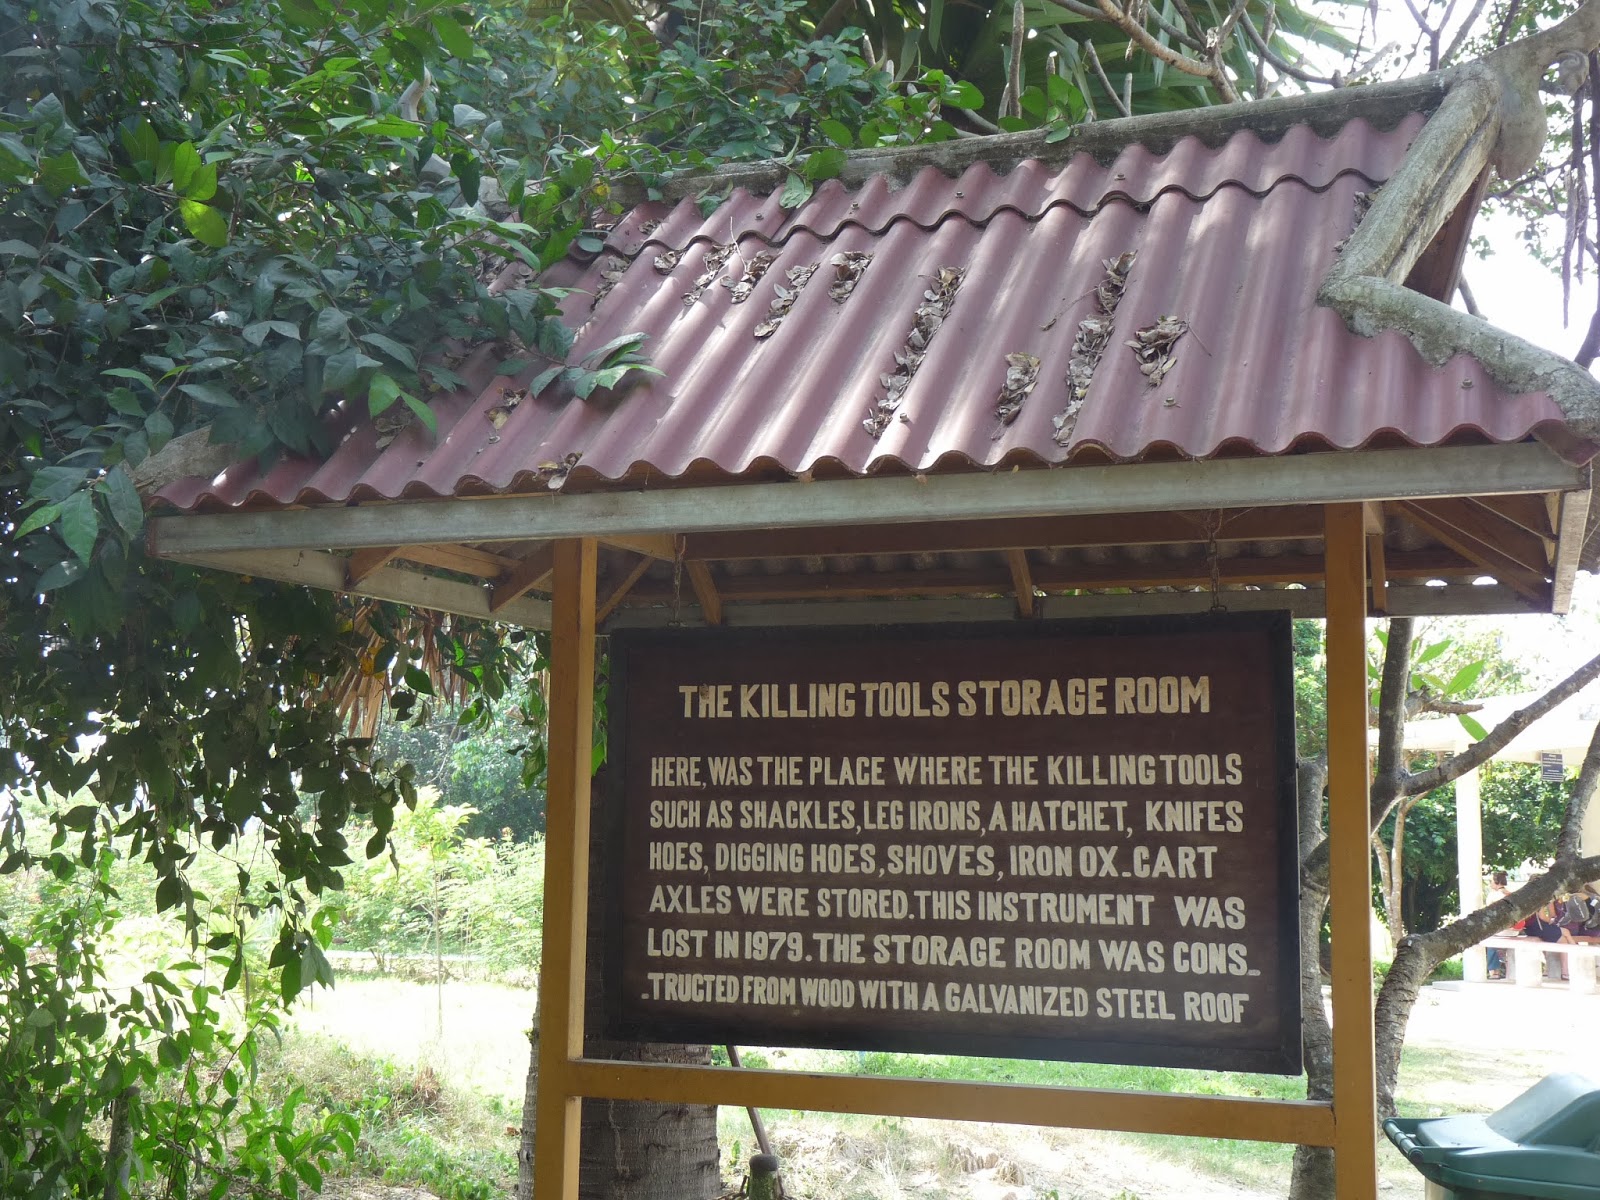 THE KILLING TOOLS STORAGE ROOM
HERE, WAS THE PLACE WHERE THE KILLING TOOLS
SUCH AS SHACKLES, LEG IRONS, A HATCHET, KNIFES
HOES, DIGGING HOES, SHOVES, IRON OX_CART
AXLES WERE STORED. THIS INSTRUMENT WAS
LOST IN 1979. THE STORAGE ROOM WAS CONS_
_TRUCTED FROM WOOD WITH A GALVANIZED STEEL ROOF